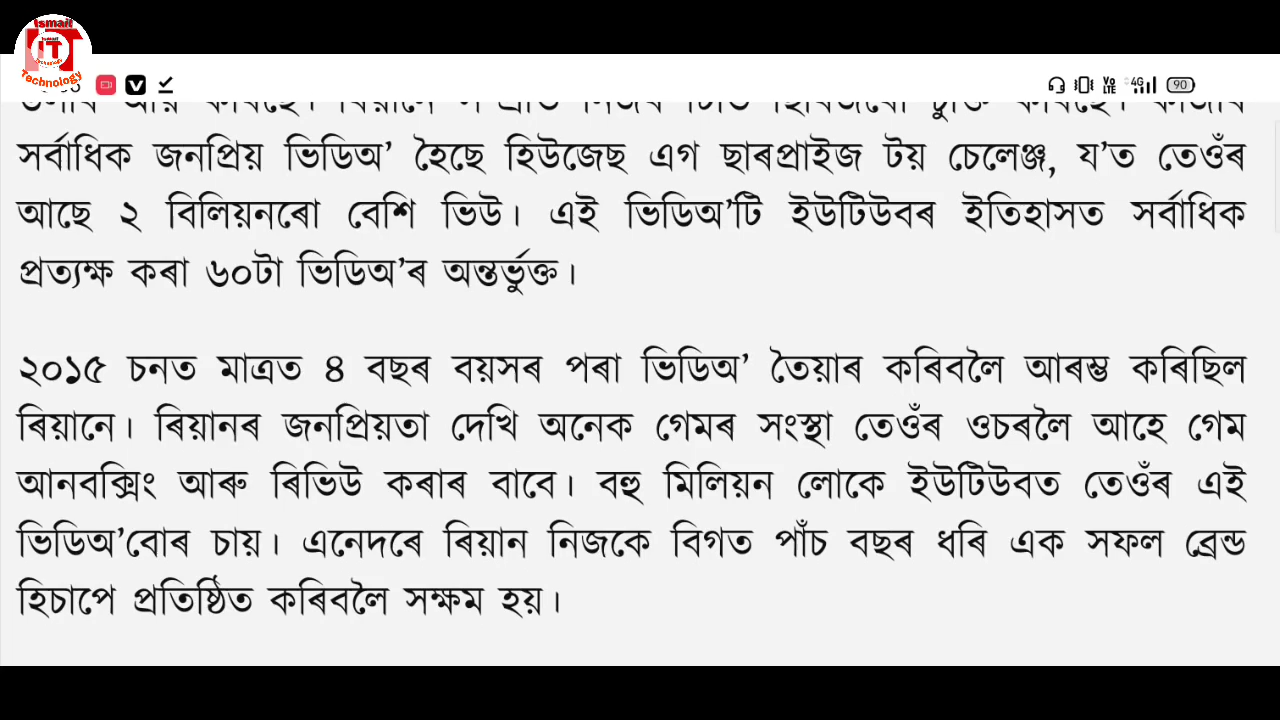 Ismail
IT
Technology
4G
90
সৰ্বাধিক জনপ্ৰিয় ভিডিঅ’ হৈছে হিউজেছ এগ ছাৰপ্ৰাইজ টয় চেলেঞ্জ, য’ত তেওঁৰ
আছে ২ বিলিয়নৰো বেশি ভিউ। এই ভিডিঅ’টি ইউটিউবৰ ইতিহাসত সৰ্বাধিক
প্ৰত্যক্ষ কৰা ৬০টা ভিডিঅ’ৰ অন্তৰ্ভুক্ত।
২০১৫ চনত মাত্ৰত ৪ বছৰ বয়সৰ পৰা ভিডিঅ’ তৈয়াৰ কৰিবলৈ আৰম্ভ কৰিছিল
ৰিয়ানে। ৰিয়ানৰ জনপ্ৰিয়তা দেখি অনেক গেমৰ সংস্থা তেওঁৰ ওচৰলৈ আহে গেম
আনবক্সিং আৰু ৰিভিউ কৰাৰ বাবে। বহু মিলিয়ন লোকে ইউটিউবত তেওঁৰ এই
ভিডিঅ’বোৰ চায়। এনেদৰে ৰিয়ান নিজকে বিগত পাঁচ বছৰ ধৰি এক সফল ব্ৰেন্ড
হিচাপে প্ৰতিষ্ঠিত কৰিবলৈ সক্ষম হয়।